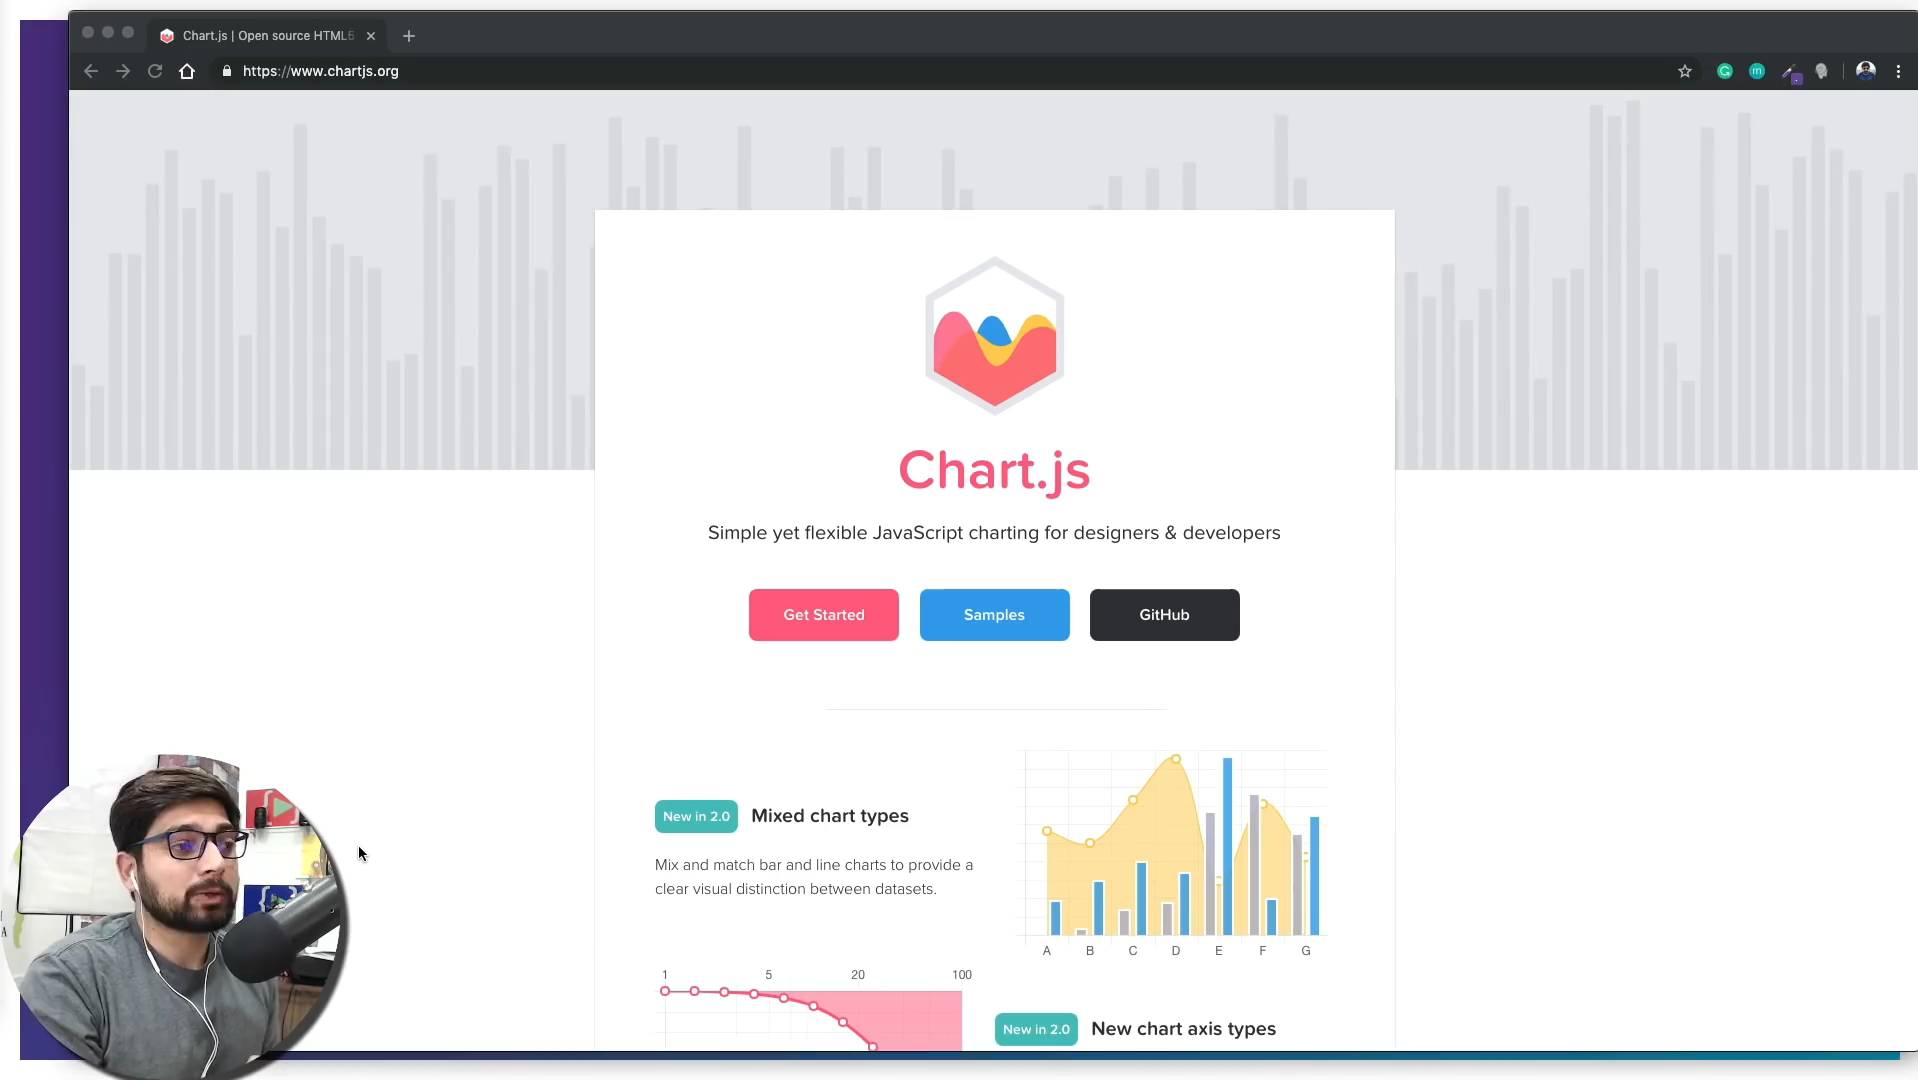 Chart.js | Open source HTML5
https://www.chartjs.org
Chart.js
Simple yet flexible JavaScript charting for designers & developers
Get Started
Samples
GitHub
New in 2.0
Mixed chart types
Mix and match bar and line charts to provide a
clear visual distinction between datasets.
A B C D E F G
1 5 20 100
New in 2.0
New chart axis types